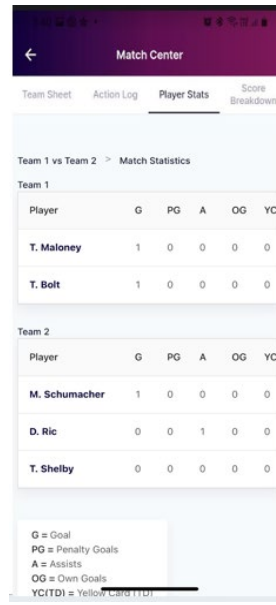 Match Center
Team Sheet Action Log Player Stats Score Breakdown
Team 1 vs Team 2 > Match Statistics
Team 1
Player G PG A OG YC
T. Maloney 1 0 0 0 0
T. Bolt 1 0 0 0 0
Team 2
Player G PG A OG YC
M. Schumacher 1 0 0 0 0
D. Ric 0 0 1 0 0
T. Shelby 0 0 0 0 0
G = Goal
PG = Penalty Goals
A = Assists
OG = Own Goals
YC(TD) = Yellow Card (TD)